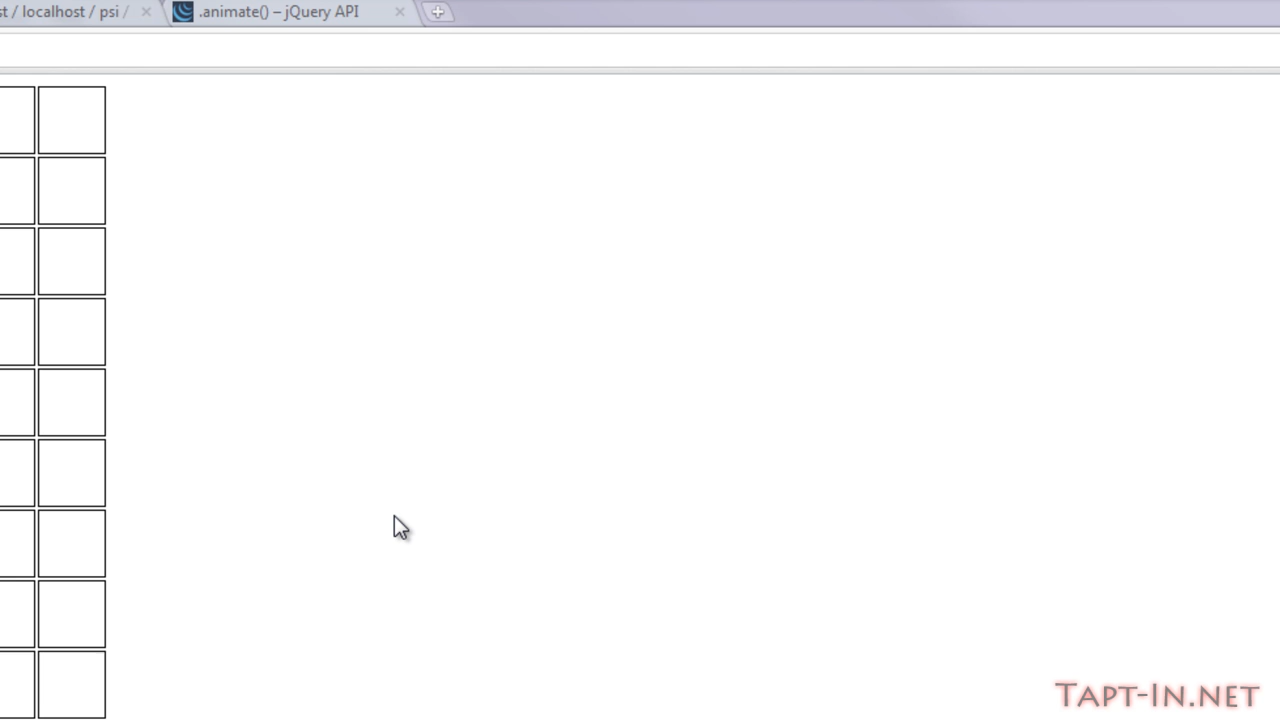 st / localhost / psi /
.animate() – jQuery API
Tapt-In.net